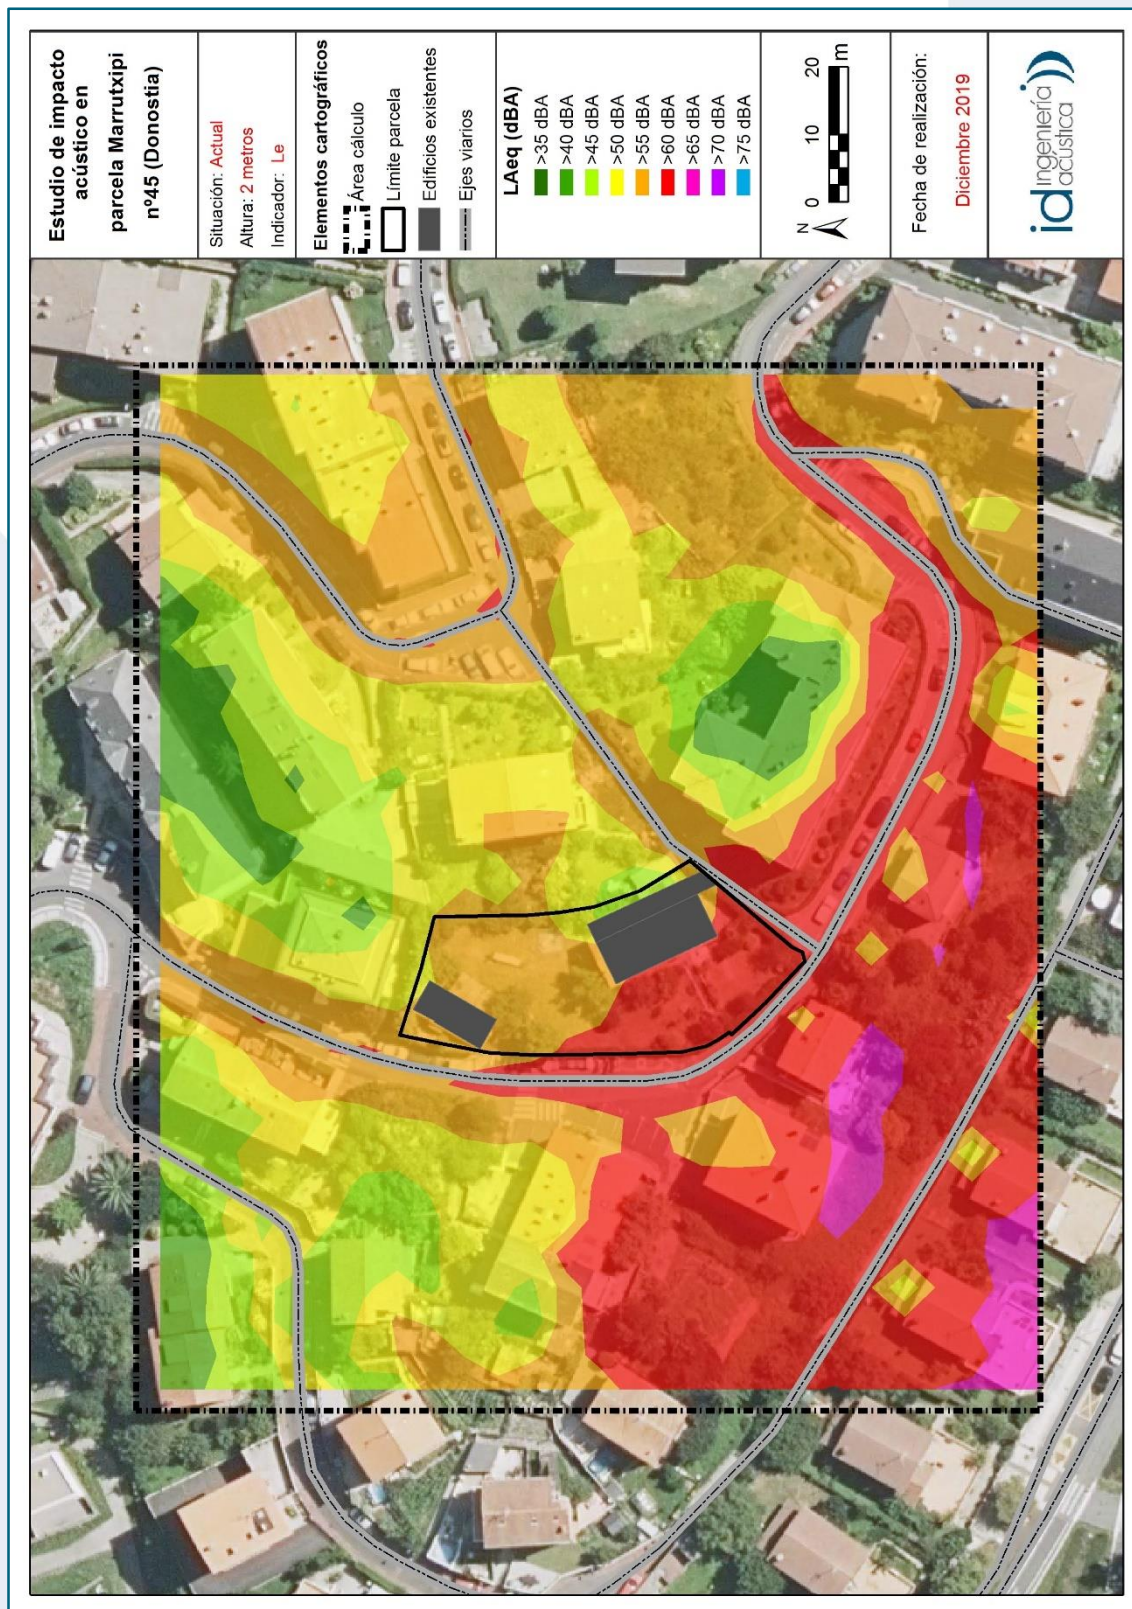 Estudio de impacto
acústico en
parcela Marrutxipi
nº45 (Donostia)
Situación: Actual
Altura: 2 metros
Indicador: Le
Elementos cartográficos
Área cálculo
Límite parcela
Edificios existentes
Ejes viarios
LAeq (dBA)
>35 dBA
>40 dBA
>45 dBA
>50 dBA
>55 dBA
>60 dBA
>65 dBA
>70 dBA
>75 dBA
N
0 10 20
m
Fecha de realización:
Diciembre 2019
id ingeniería
acústica